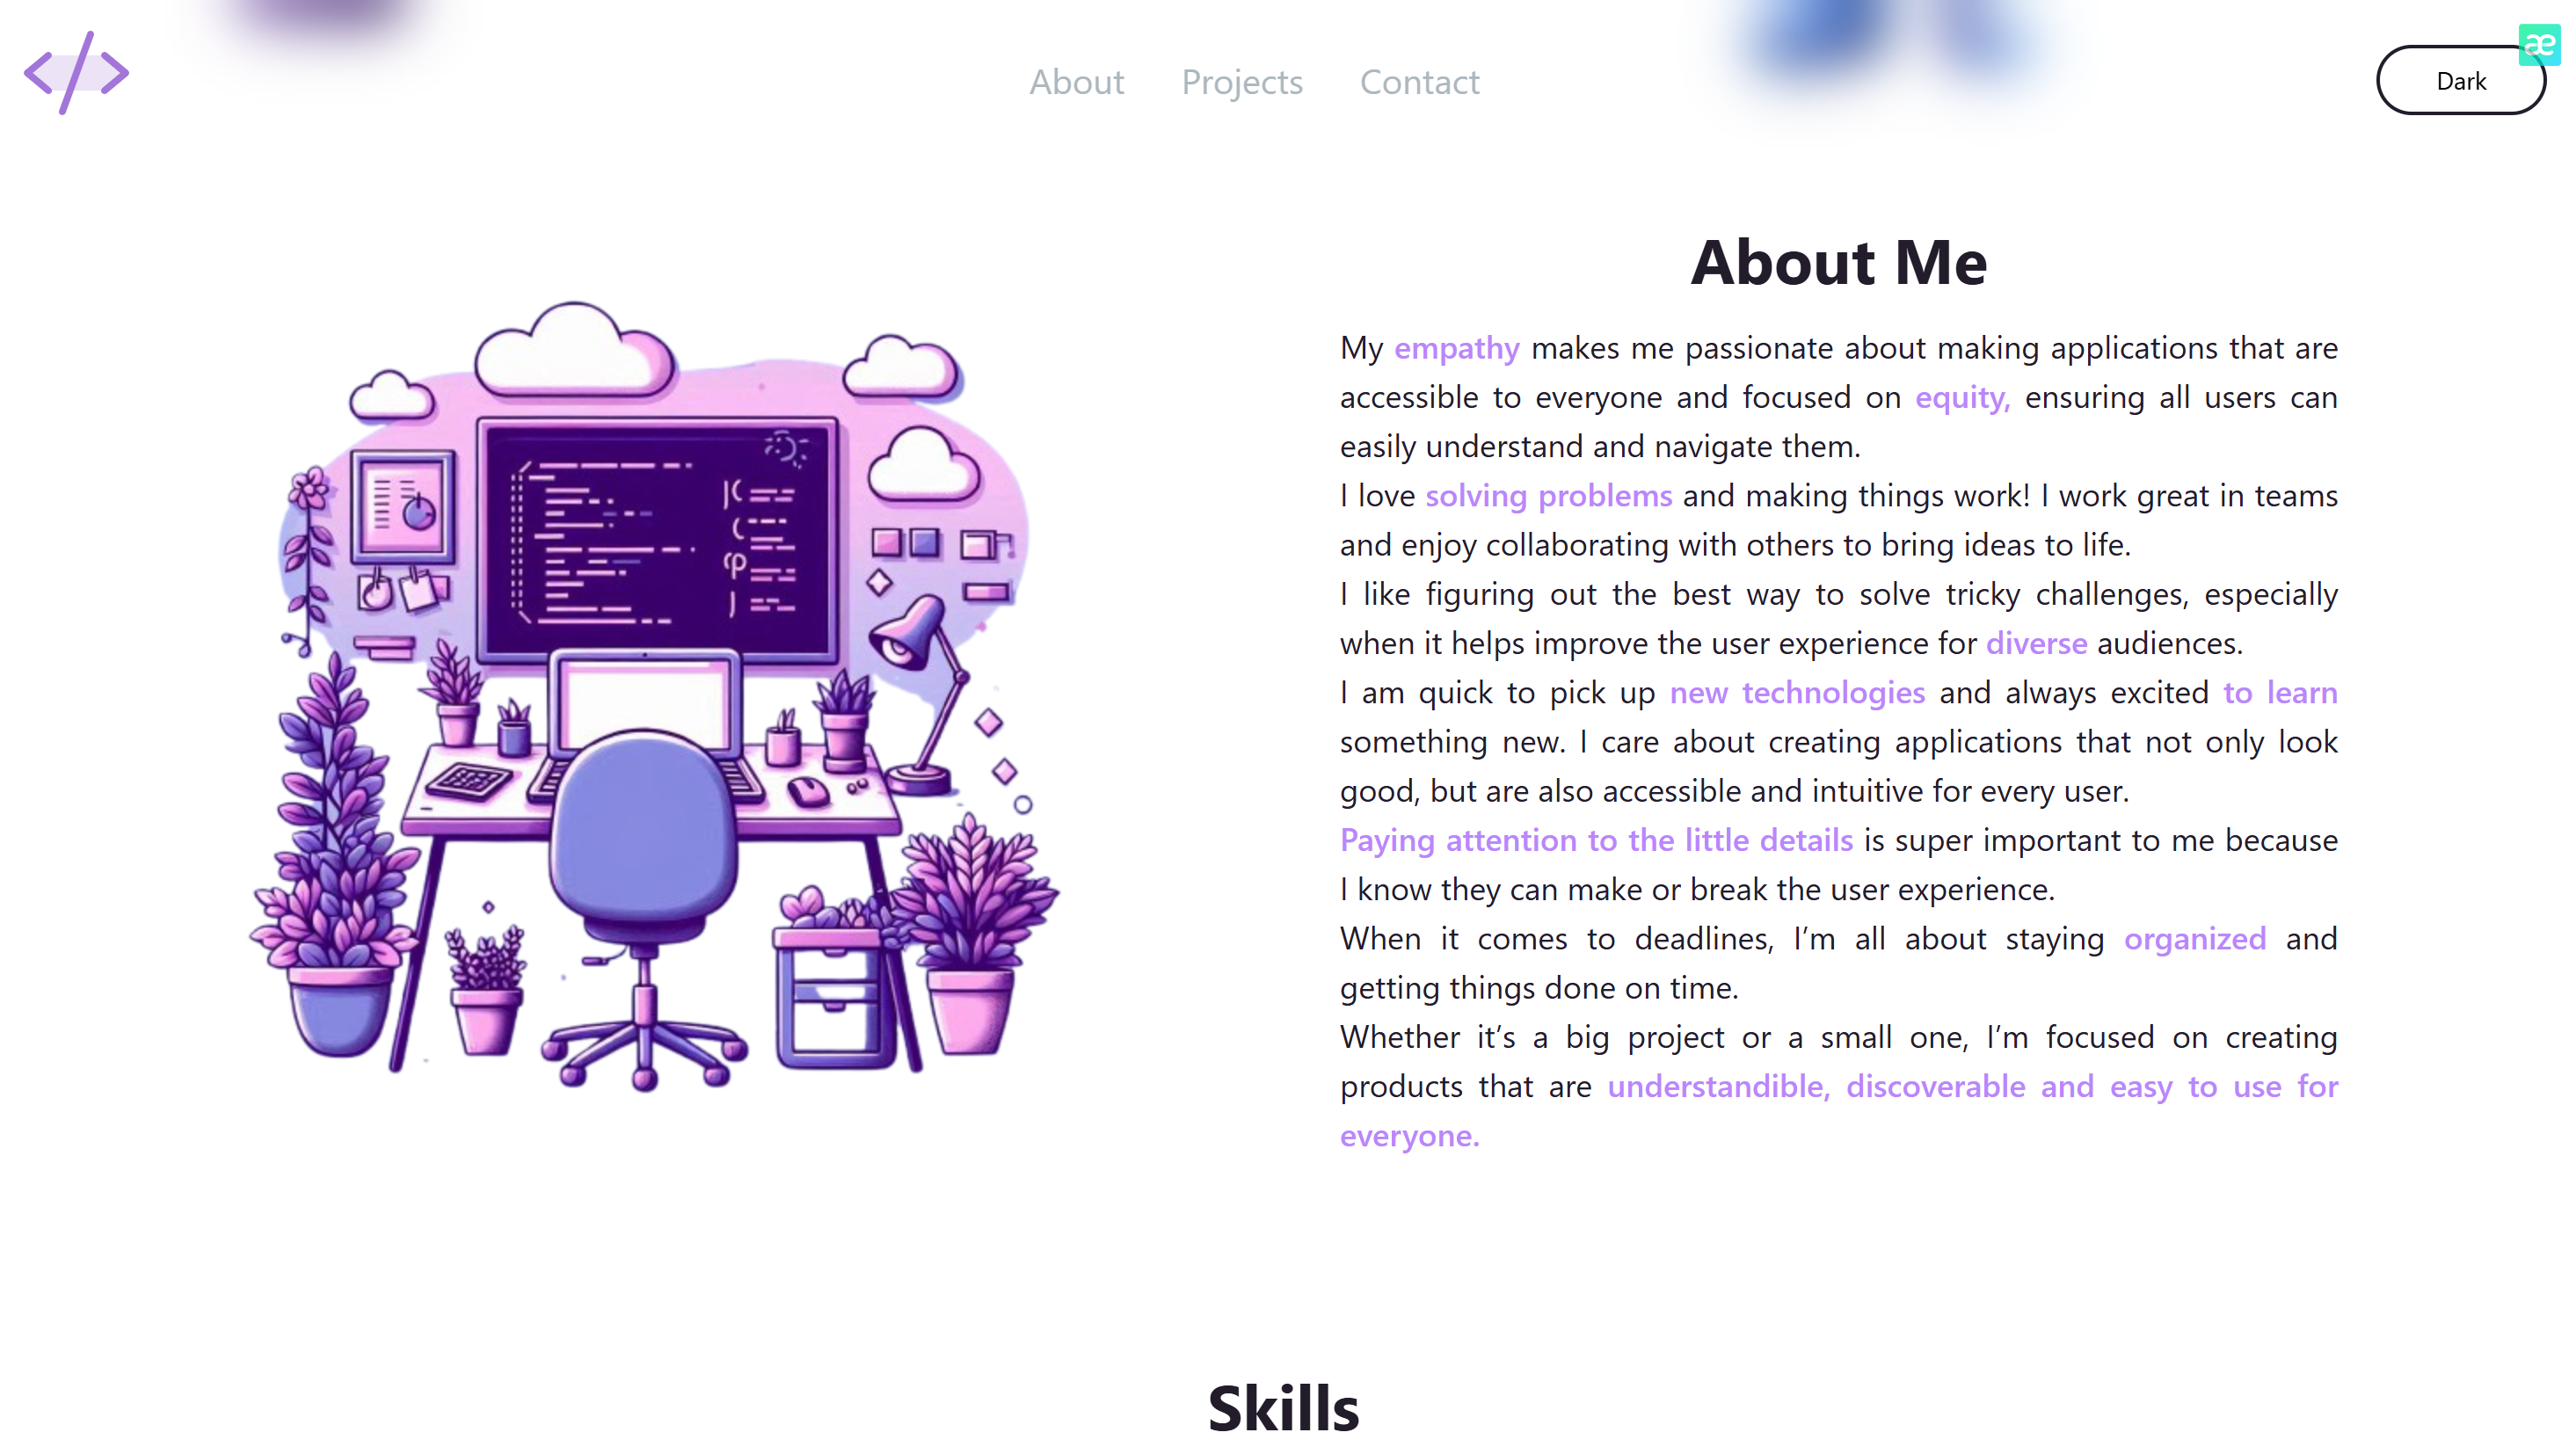 About Projects Contact
æ
Dark
About Me
My empathy makes me passionate about making applications that are
accessible to everyone and focused on equity, ensuring all users can
easily understand and navigate them.
I love solving problems and making things work! I work great in teams
and enjoy collaborating with others to bring ideas to life.
I like figuring out the best way to solve tricky challenges, especially
when it helps improve the user experience for diverse audiences.
I am quick to pick up new technologies and always excited to learn
something new. I care about creating applications that not only look
good, but are also accessible and intuitive for every user.
Paying attention to the little details is super important to me because
I know they can make or break the user experience.
When it comes to deadlines, I’m all about staying organized and
getting things done on time.
Whether it’s a big project or a small one, I’m focused on creating
products that are understandible, discoverable and easy to use for
everyone.
Skills